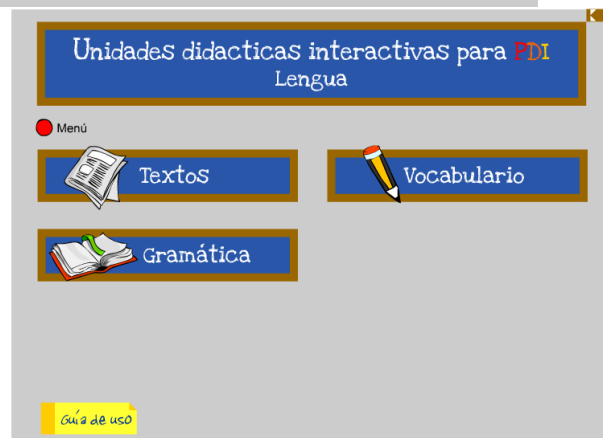 Unidades didacticas interactivas para PDI
Lengua
Menú
Textos
Vocabulario
Gramática
Guía de uso